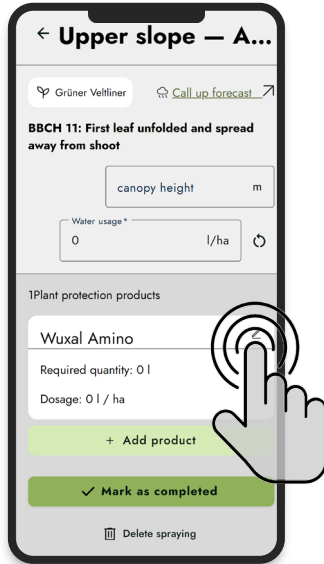 ← Upper slope — A...
Grüner Veltliner
Call up forecast
BBCH 11: First leaf unfolded and spread
away from shoot
canopy height m
Water usage*
0 l/ha
1Plant protection products
Wuxal Amino
Required quantity: 0 l
Dosage: 0 l / ha
+ Add product
✓ Mark as completed
Delete spraying